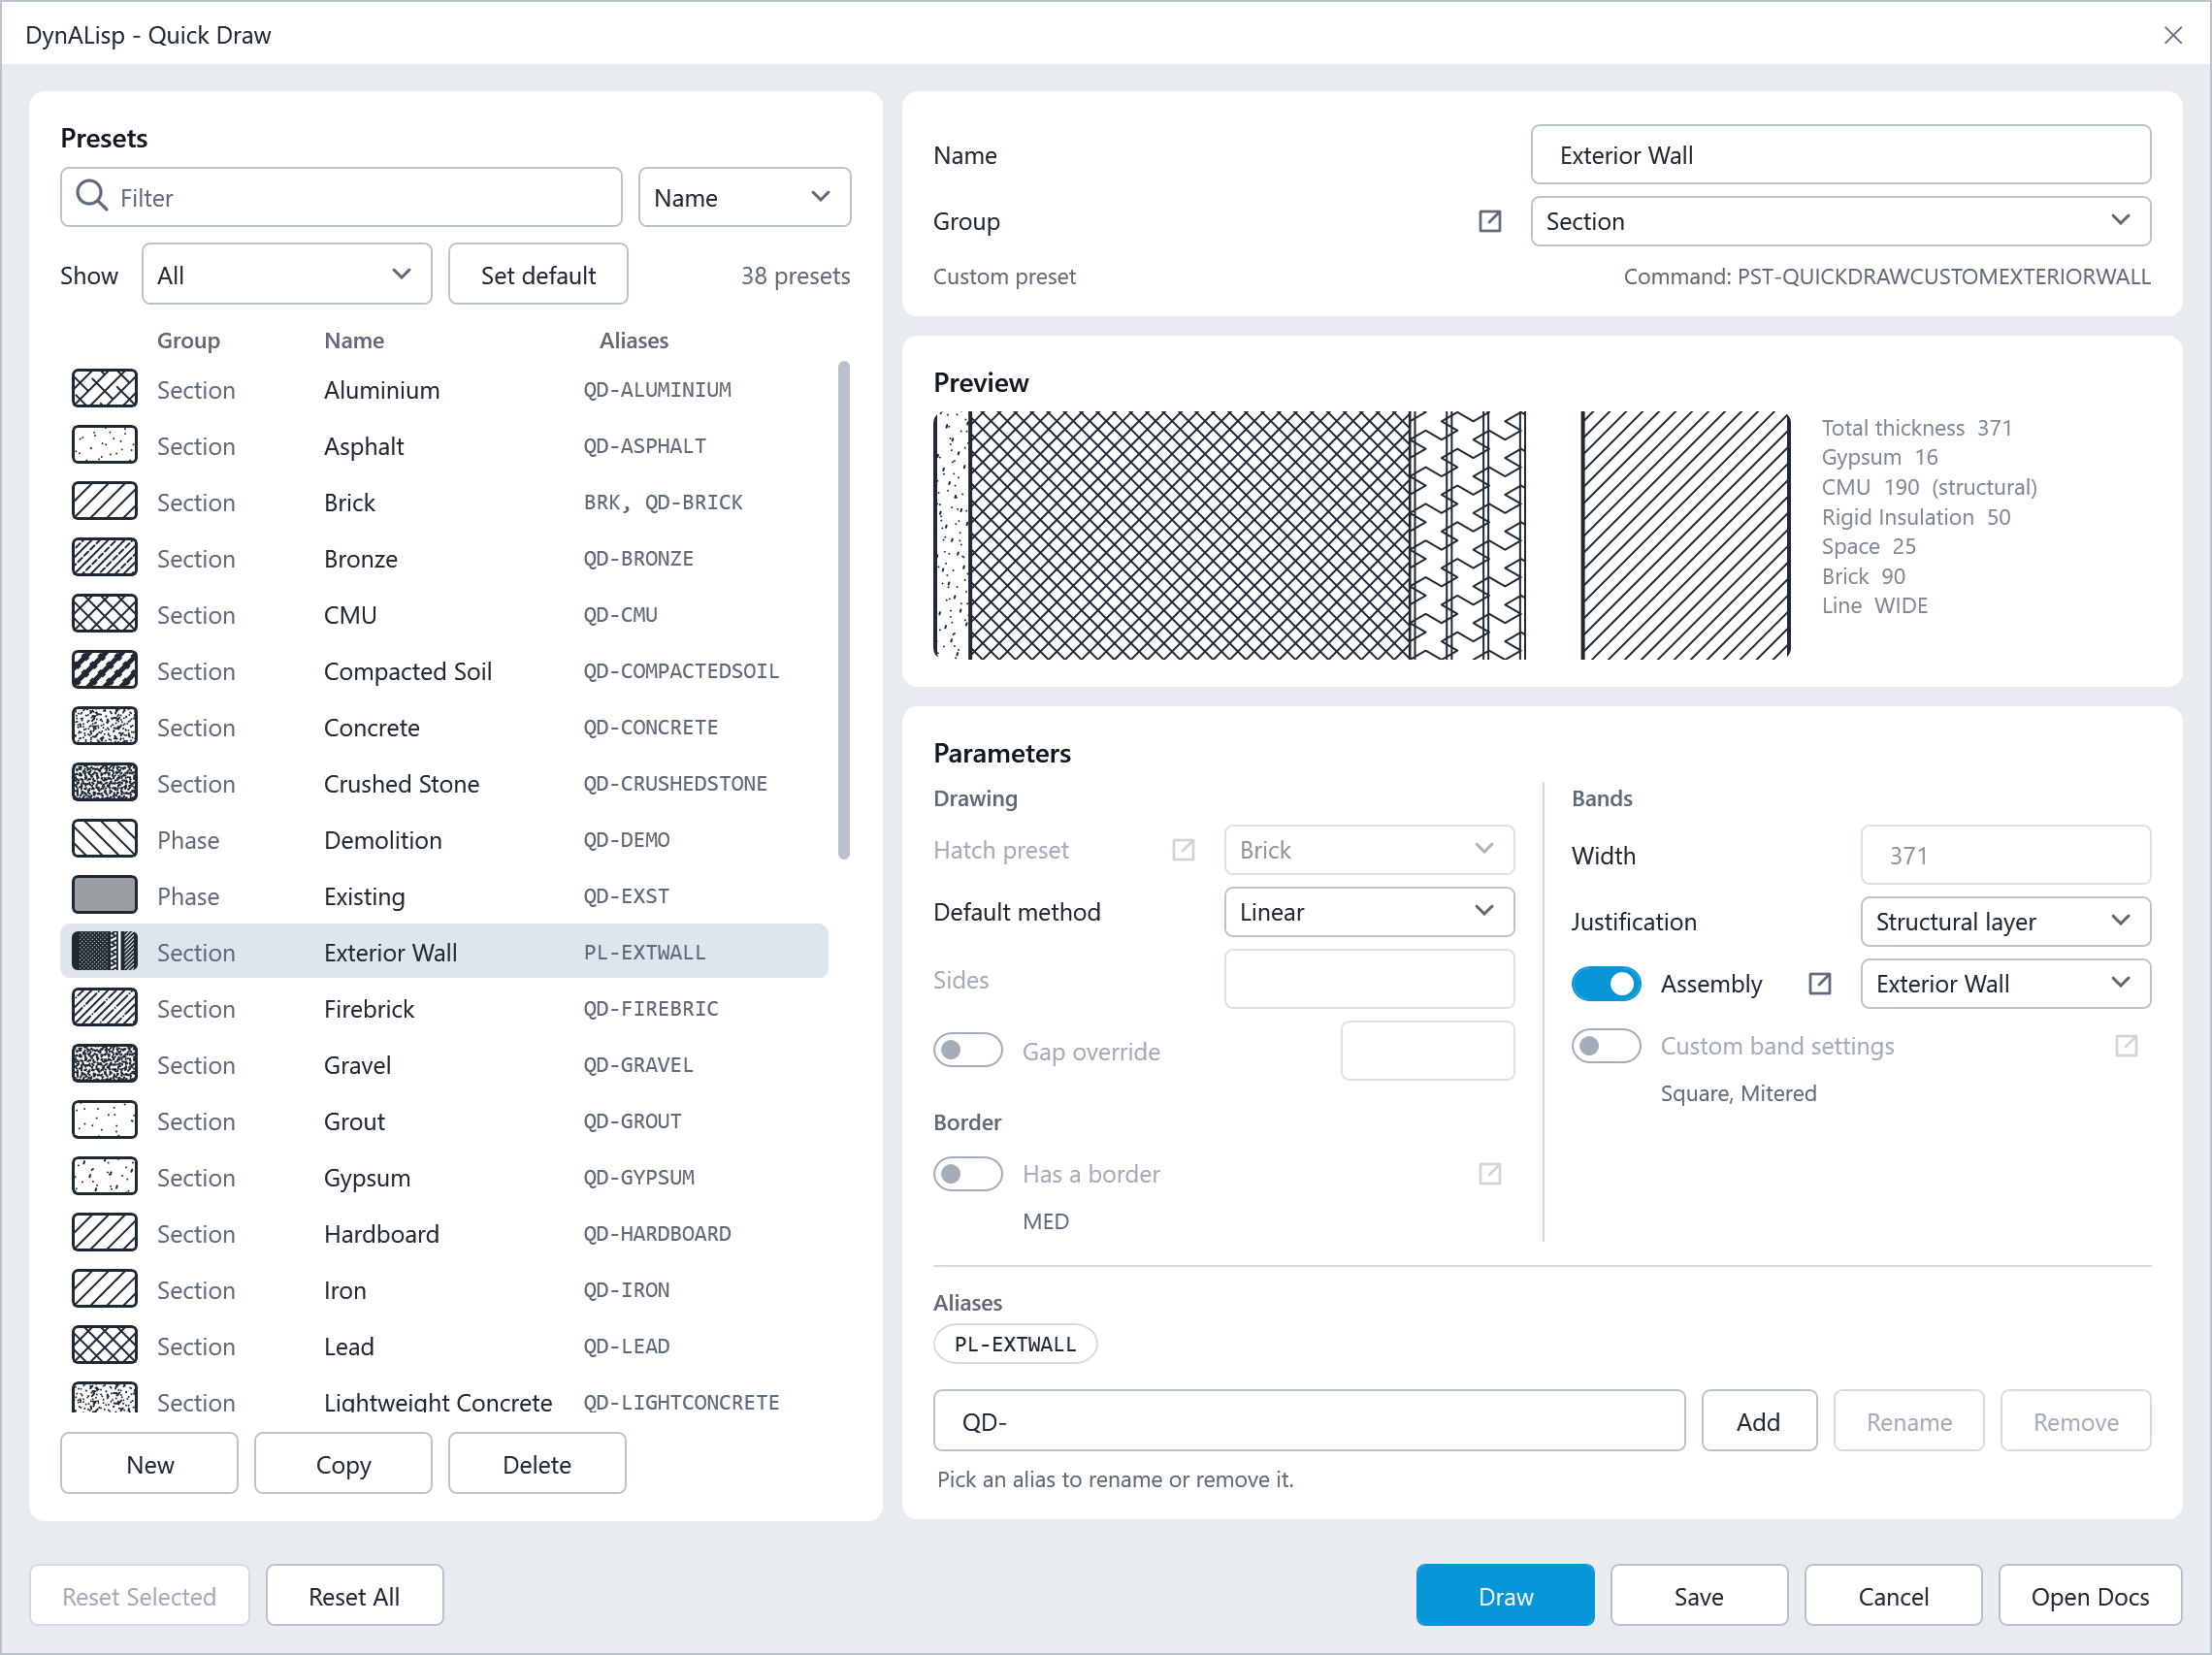 DynALisp - Quick Draw
Presets
Filter
Name
Show
All
Set default
38 presets
Group Name Aliases
Section Aluminium QD-ALUMINIUM
Section Asphalt QD-ASPHALT
Section Brick BRK, QD-BRICK
Section Bronze QD-BRONZE
Section CMU QD-CMU
Section Compacted Soil QD-COMPACTEDSOIL
Section Concrete QD-CONCRETE
Section Crushed Stone QD-CRUSHEDSTONE
Phase Demolition QD-DEMO
Phase Existing QD-EXST
Section Exterior Wall PL-EXTWALL
Section Firebrick QD-FIREBRIC
Section Gravel QD-GRAVEL
Section Grout QD-GROUT
Section Gypsum QD-GYPSUM
Section Hardboard QD-HARDBOARD
Section Iron QD-IRON
Section Lead QD-LEAD
Section Lightweight Concrete QD-LIGHTCONCRETE
New
Copy
Delete
Name
Exterior Wall
Group
Section
Custom preset
Command: PST-QUICKDRAWCUSTOMEXTERIORWALL
Preview
Total thickness 371
Gypsum 16
CMU 190 (structural)
Rigid Insulation 50
Space 25
Brick 90
Line WIDE
Parameters
Drawing
Hatch preset
Brick
Default method
Linear
Sides
Gap override
Border
Has a border
MED
Bands
Width
371
Justification
Structural layer
Assembly
Exterior Wall
Custom band settings
Square, Mitered
Aliases
PL-EXTWALL
QD-
Add
Rename
Remove
Pick an alias to rename or remove it.
Reset Selected
Reset All
Draw
Save
Cancel
Open Docs